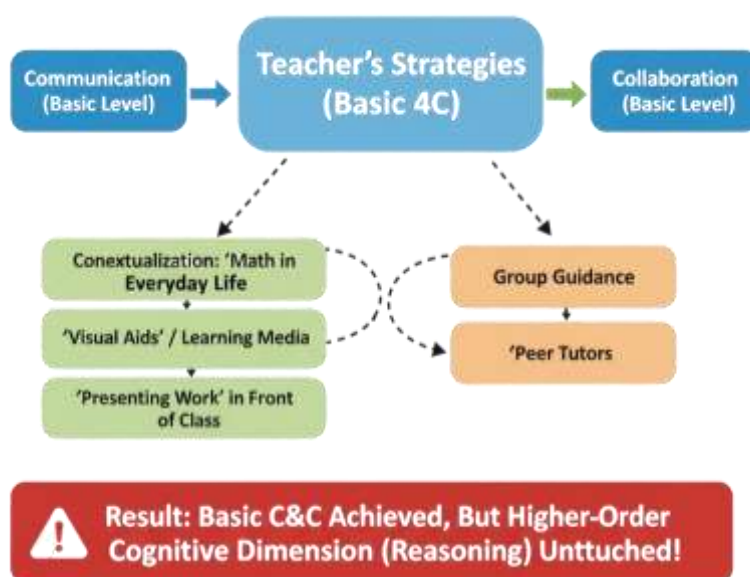 Communication
(Basic Level)
Teacher's Strategies
(Basic 4C)
Collaboration
(Basic Level)
Conextualization: 'Math in
Everyday Life
'Visual Aids' / Learning Media
'Presenting Work' in Front
of Class
Group Guidance
'Peer Tutors
Result: Basic C&C Achieved, But Higher-Order
Cognitive Dimension (Reasoning) Unttuched!